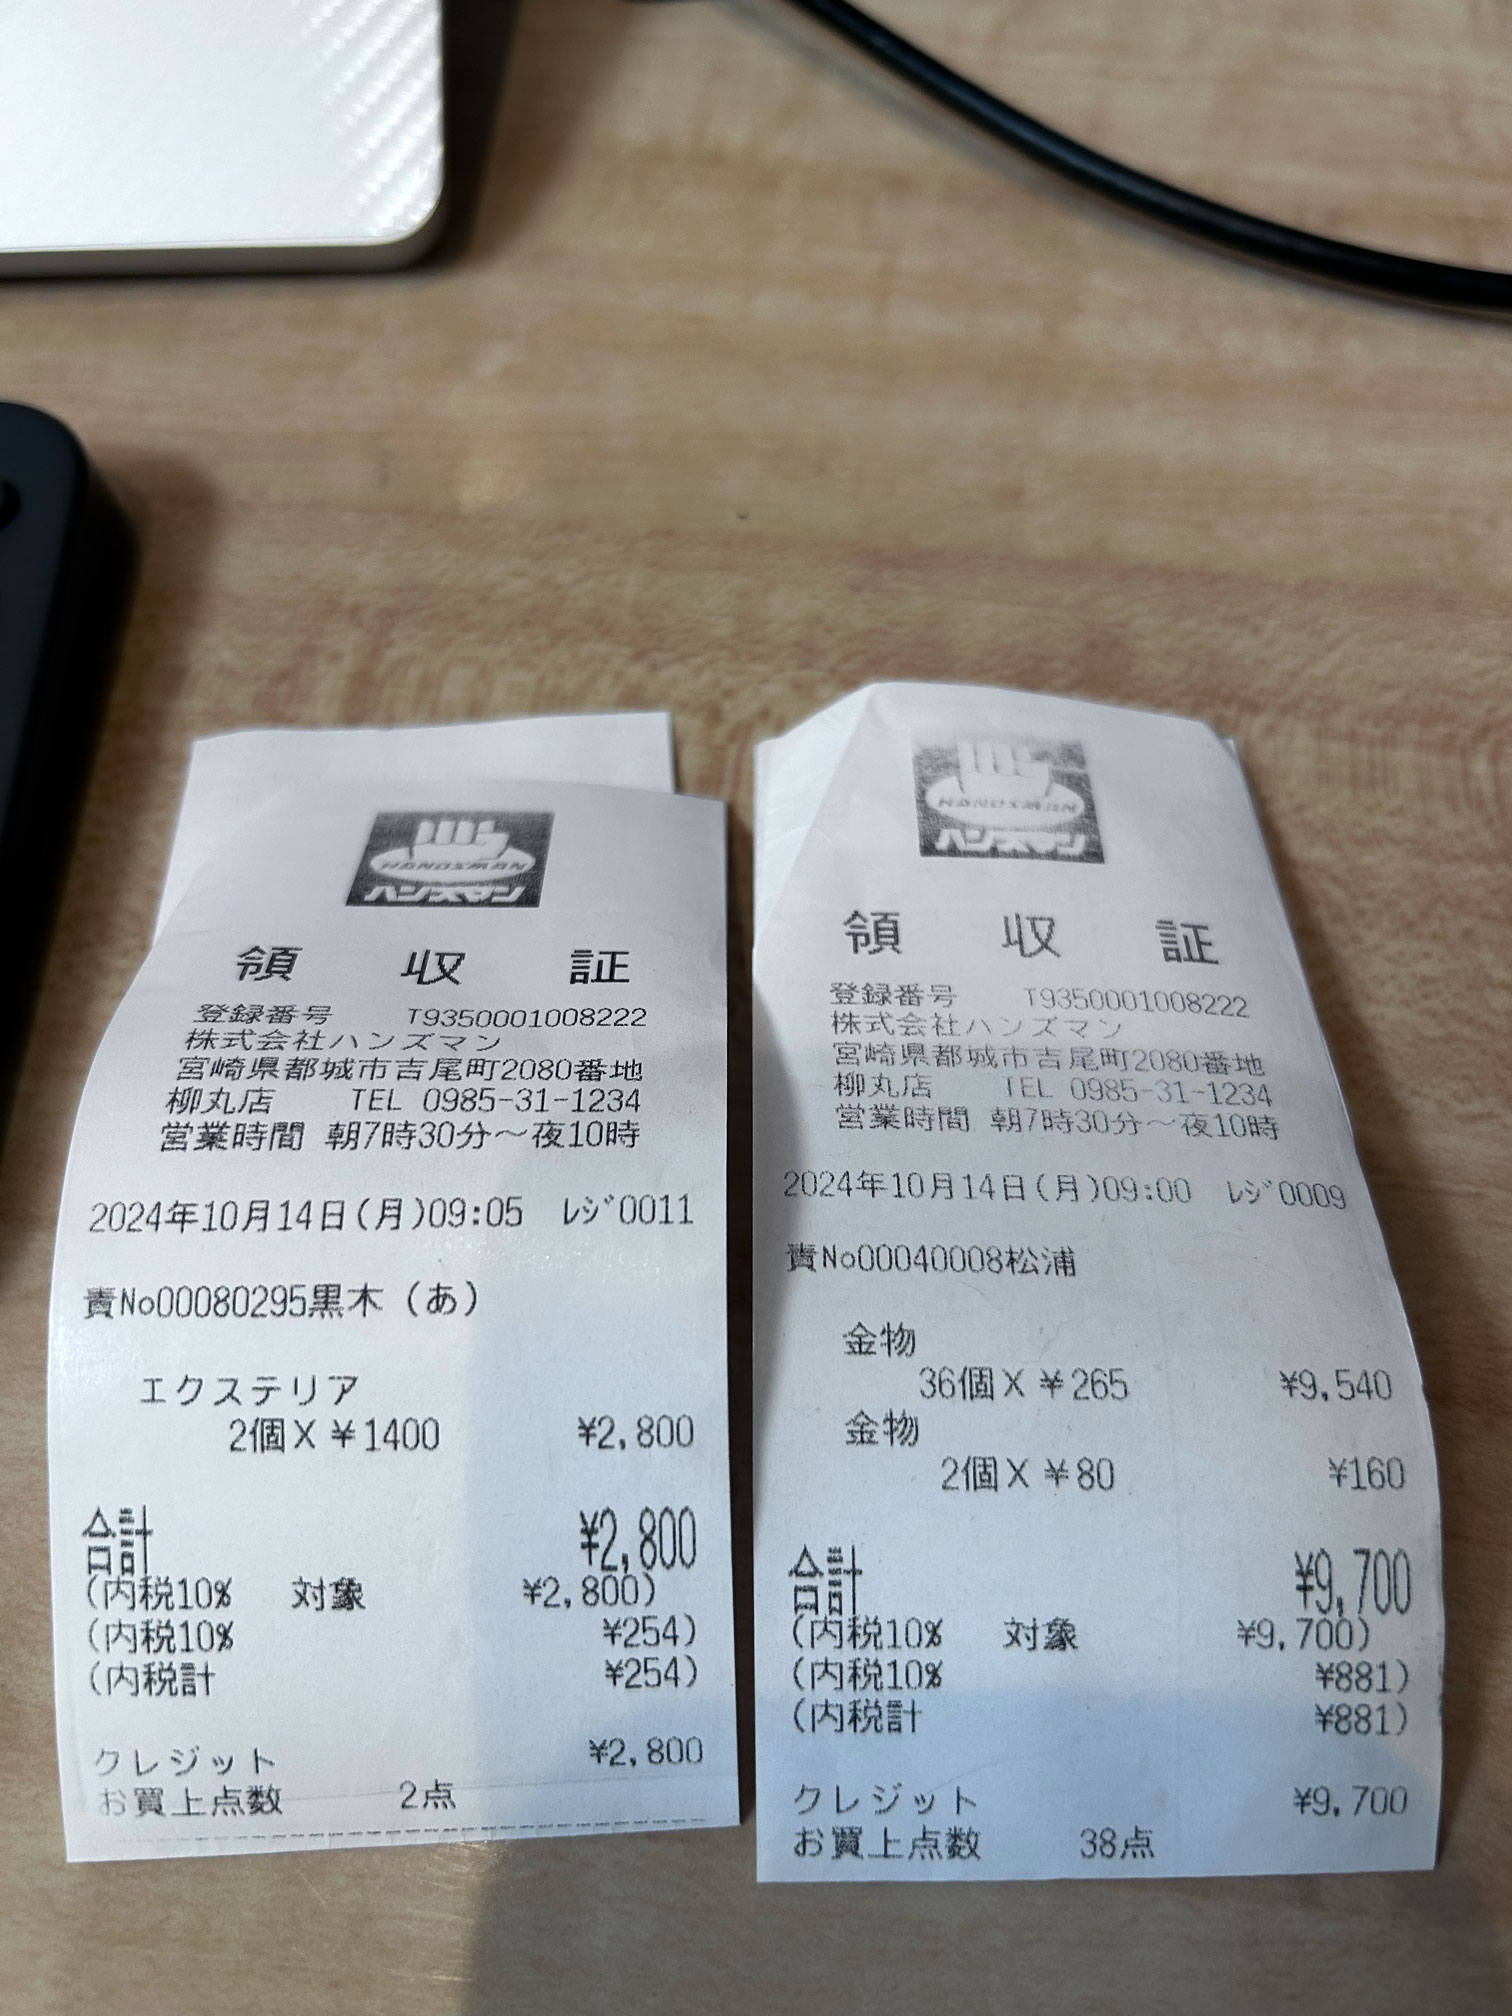 HANDSMAN
ハンズマン
領 収 証
登録番号 T9350001008222
株式会社ハンズマン
宮崎県都城市吉尾町2080番地
柳丸店 TEL 0985-31-1234
営業時間 朝7時30分～夜10時
2024年10月14日(月)09:05 ﾚｼﾞ0011
責No00080295黒木（あ）
エクステリア
2個X￥1400 ¥2,800
合計 ¥2,800
(内税10% 対象 ¥2,800)
(内税10% ¥254)
(内税計 ¥254)
クレジット ¥2,800
お買上点数 2点
HANDSMAN
ハンズマン
領 収 証
登録番号 T9350001008222
株式会社ハンズマン
宮崎県都城市吉尾町2080番地
柳丸店 TEL 0985-31-1234
営業時間 朝7時30分～夜10時
2024年10月14日(月)09:00 ﾚｼﾞ0009
責No00040008松浦
金物
36個X￥265 ¥9,540
金物
2個X￥80 ¥160
合計 ¥9,700
(内税10% 対象 ¥9,700)
(内税10% ¥881)
(内税計 ¥881)
クレジット ¥9,700
お買上点数 38点